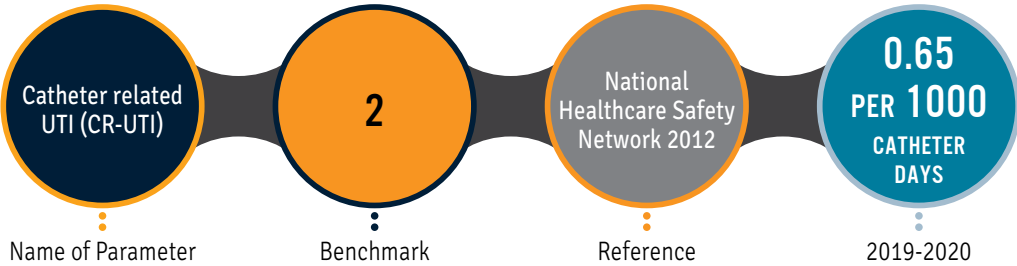 Catheter related
UTI (CR-UTI)
2
National
Healthcare Safety
Network 2012
0.65
PER 1000
CATHETER
DAYS
Name of Parameter
Benchmark
Reference
2019-2020